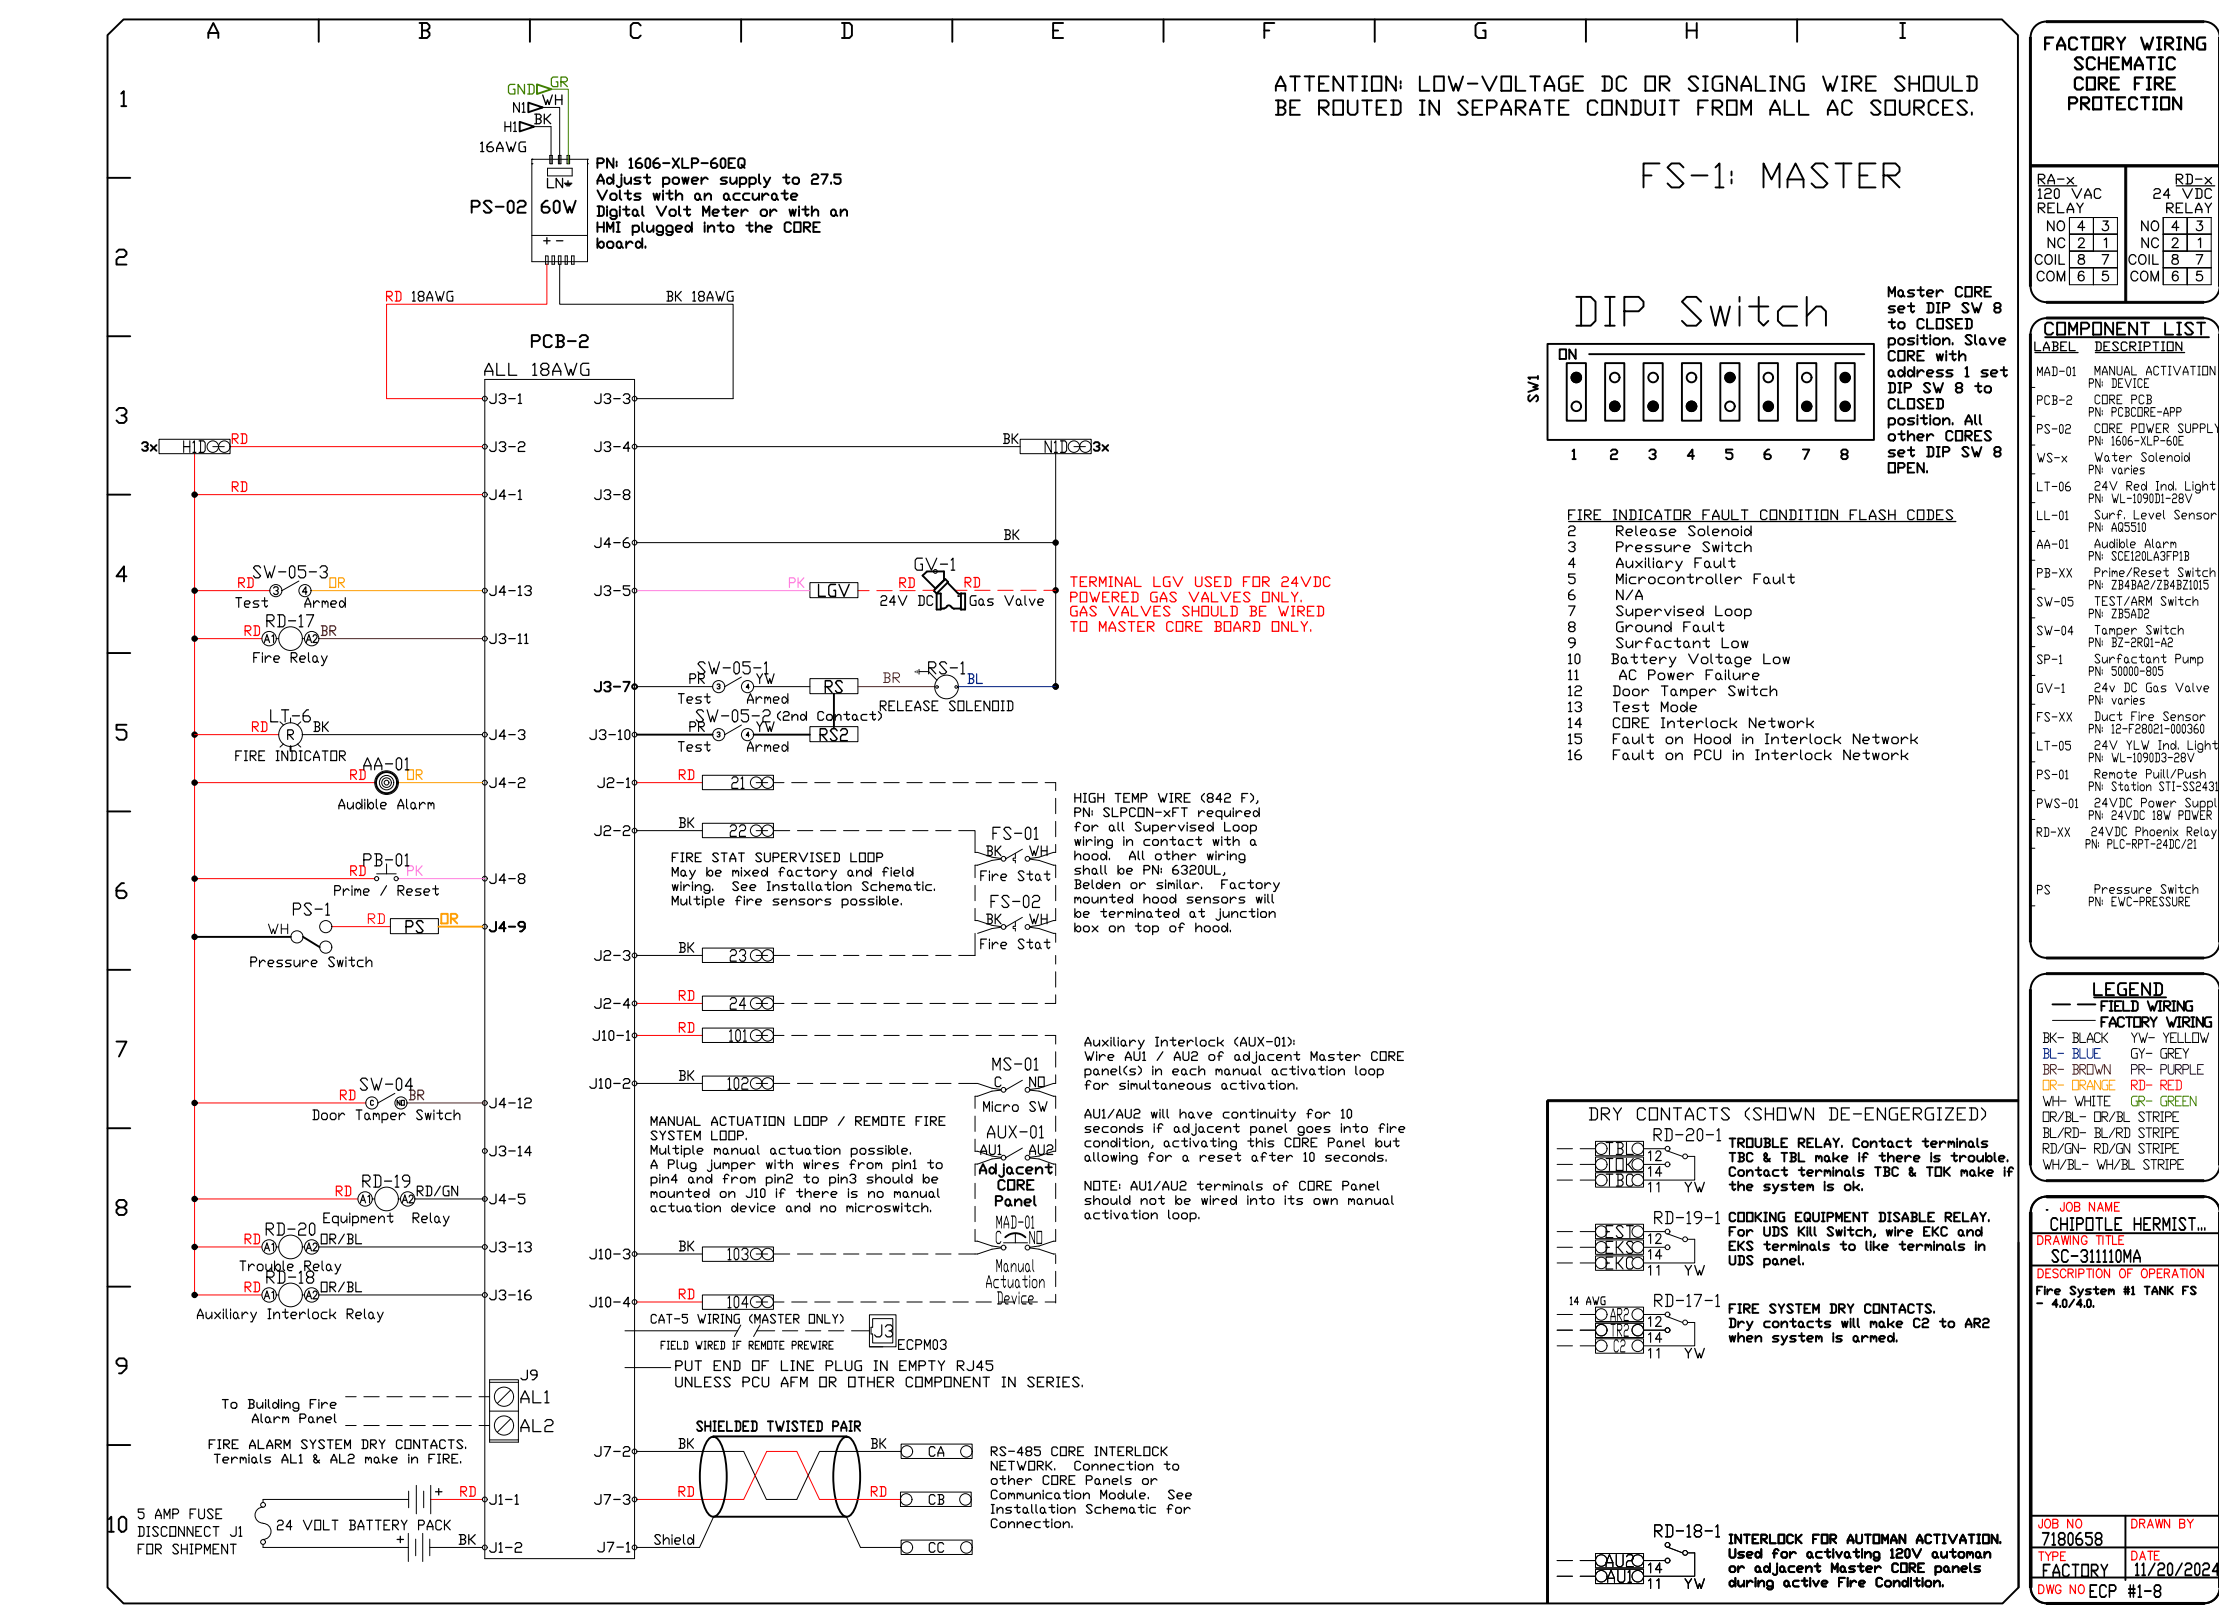 A B C D E F G H I
1
2
3
4
5
6
7
8
9
10
GND GR
N1 WH
H1 BK
16AWG
LN
PS-02 60W
+ -
PN: 1606-XLP-60EQ
Adjust power supply to 27.5
Volts with an accurate
Digital Volt Meter or with an
HMI plugged into the CORE
board.
RD 18AWG
BK 18AWG
PCB-2
ALL 18AWG
J3-1
J3-2
J4-1
J4-13
J3-11
J4-3
J4-2
J4-8
J4-9
J4-12
J3-14
J4-5
J3-13
J3-16
J9
AL1
AL2
J1-1
J1-2
J3-3
J3-4
J3-8
J4-6
J3-5
J3-7
J3-10
J2-1
J2-2
J2-3
J2-4
J10-1
J10-2
J10-3
J10-4
J7-2
J7-3
J7-1
3x H1D RD
RD
SW-05-3
RD 3 4 OR
Test Armed
RD-17
RD A1 A2 BR
Fire Relay
LT-6
RD R BK
FIRE INDICATOR
AA-01
RD OR
Audible Alarm
PB-01
RD PK
Prime / Reset
PS-1
WH RD PS OR
Pressure Switch
SW-04
RD C NO BR
Door Tamper Switch
RD-19
RD A1 A2 RD/GN
Equipment Relay
RD-20
RD A1 A2 OR/BL
Trouble Relay
RD-18
RD A1 A2 OR/BL
Auxiliary Interlock Relay
To Building Fire
Alarm Panel
FIRE ALARM SYSTEM DRY CONTACTS.
Termials AL1 & AL2 make in FIRE.
5 AMP FUSE
DISCONNECT J1
FOR SHIPMENT
24 VOLT BATTERY PACK
+ RD
+ BK
BK N1D 3x
BK
PK LGV RD GV-1 RD
24V DC Gas Valve
TERMINAL LGV USED FOR 24VDC
POWERED GAS VALVES ONLY.
GAS VALVES SHOULD BE WIRED
TO MASTER CORE BOARD ONLY.
SW-05-1
PR 3 4 YW RS BR RS-1 BL
Test Armed
RELEASE SOLENOID
SW-05-2 (2nd Contact)
PR 3 4 YW RS2
Test Armed
RD 21
BK 22
FIRE STAT SUPERVISED LOOP
May be mixed factory and field
wiring. See Installation Schematic.
Multiple fire sensors possible.
FS-01
BK WH
Fire Stat
FS-02
BK WH
Fire Stat
HIGH TEMP WIRE (842 F),
PN: SLPCON-xFT required
for all Supervised Loop
wiring in contact with a
hood. All other wiring
shall be PN: 6320UL,
Belden or similar. Factory
mounted hood sensors will
be terminated at junction
box on top of hood.
BK 23
RD 24
RD 101
BK 102
MANUAL ACTUATION LOOP / REMOTE FIRE
SYSTEM LOOP.
Multiple manual actuation possible.
A Plug jumper with wires from pin1 to
pin4 and from pin2 to pin3 should be
mounted on J10 if there is no manual
actuation device and no microswitch.
MS-01
C NO
Micro SW
AUX-01
AU1 AU2
Adjacent
CORE
Panel
MAD-01
C NO
Manual
Actuation
Device
BK 103
RD 104
Auxiliary Interlock (AUX-01):
Wire AU1 / AU2 of adjacent Master CORE
panel(s) in each manual activation loop
for simultaneous activation.
AU1/AU2 will have continuity for 10
seconds if adjacent panel goes into fire
condition, activating this CORE Panel but
allowing for a reset after 10 seconds.
NOTE: AU1/AU2 terminals of CORE Panel
should not be wired into its own manual
activation loop.
CAT-5 WIRING (MASTER ONLY)
FIELD WIRED IF REMOTE PREWIRE
J3
ECPM03
PUT END OF LINE PLUG IN EMPTY RJ45
UNLESS PCU AFM OR OTHER COMPONENT IN SERIES.
SHIELDED TWISTED PAIR
BK BK CA
RD RD CB
Shield CC
RS-485 CORE INTERLOCK
NETWORK. Connection to
other CORE Panels or
Communication Module. See
Installation Schematic for
Connection.
ATTENTION: LOW-VOLTAGE DC OR SIGNALING WIRE SHOULD
BE ROUTED IN SEPARATE CONDUIT FROM ALL AC SOURCES.
FS-1: MASTER
DIP Switch
ON
SW1
1 2 3 4 5 6 7 8
Master CORE
set DIP SW 8
to CLOSED
position. Slave
CORE with
address 1 set
DIP SW 8 to
CLOSED
position. All
other CORES
set DIP SW 8
OPEN.
FIRE INDICATOR FAULT CONDITION FLASH CODES
2 Release Solenoid
3 Pressure Switch
4 Auxiliary Fault
5 Microcontroller Fault
6 N/A
7 Supervised Loop
8 Ground Fault
9 Surfactant Low
10 Battery Voltage Low
11 AC Power Failure
12 Door Tamper Switch
13 Test Mode
14 CORE Interlock Network
15 Fault on Hood in Interlock Network
16 Fault on PCU in Interlock Network
DRY CONTACTS (SHOWN DE-ENGERGIZED)
TBL
TOK
TBC
RD-20-1
12
14
11 YW
TROUBLE RELAY. Contact terminals
TBC & TBL make if there is trouble.
Contact terminals TBC & TOK make if
the system is ok.
EST
EKS
EKC
RD-19-1
12
14
11 YW
COOKING EQUIPMENT DISABLE RELAY.
For UDS Kill Switch, wire EKC and
EKS terminals to like terminals in
UDS panel.
14 AWG
AR2
TR2
C2
RD-17-1
12
14
11 YW
FIRE SYSTEM DRY CONTACTS.
Dry contacts will make C2 to AR2
when system is armed.
AU2
AU1
RD-18-1
14
11 YW
INTERLOCK FOR AUTOMAN ACTIVATION.
Used for activating 120V automan
or adjacent Master CORE panels
during active Fire Condition.
FACTORY WIRING
SCHEMATIC
CORE FIRE
PROTECTION
RA-x RD-x
120 VAC 24 VDC
RELAY RELAY
NO 4 3 NO 4 3
NC 2 1 NC 2 1
COIL 8 7 COIL 8 7
COM 6 5 COM 6 5
COMPONENT LIST
LABEL DESCRIPTION
MAD-01 MANUAL ACTIVATION
PN: DEVICE
PCB-2 CORE PCB
PN: PCBCORE-APP
PS-02 CORE POWER SUPPLY
PN: 1606-XLP-60E
WS-x Water Solenoid
PN: varies
LT-06 24V Red Ind. Light
PN: WL-1090D1-28V
LL-01 Surf. Level Sensor
PN: AQ5510
AA-01 Audible Alarm
PN: SCE120LA3FP1B
PB-XX Prime/Reset Switch
PN: ZB4BA2/ZB4BZ1015
SW-05 TEST/ARM Switch
PN: ZB5AD2
SW-04 Tamper Switch
PN: BZ-2RQ1-A2
SP-1 Surfactant Pump
PN: 50000-805
GV-1 24v DC Gas Valve
PN: varies
FS-XX Duct Fire Sensor
PN: 12-F28021-000360
LT-05 24V YLW Ind. Light
PN: WL-1090D3-28V
PS-01 Remote Puill/Push
PN: Station STI-SS2431
PWS-01 24VDC Power Suppl
PN: 24VDC 18W POWER
RD-XX 24VDC Phoenix Relay
PN: PLC-RPT-24DC/21
PS Pressure Switch
PN: EWC-PRESSURE
LEGEND
FIELD WIRING
FACTORY WIRING
BK- BLACK YW- YELLOW
BL- BLUE GY- GREY
BR- BROWN PR- PURPLE
OR- ORANGE RD- RED
WH- WHITE GR- GREEN
OR/BL- OR/BL STRIPE
BL/RD- BL/RD STRIPE
RD/GN- RD/GN STRIPE
WH/BL- WH/BL STRIPE
JOB NAME
CHIPOTLE HERMIST...
DRAWING TITLE
SC-311110MA
DESCRIPTION OF OPERATION
Fire System #1 TANK FS
- 4.0/4.0.
JOB NO DRAWN BY
7180658
TYPE DATE
FACTORY 11/20/2024
DWG NO ECP #1-8